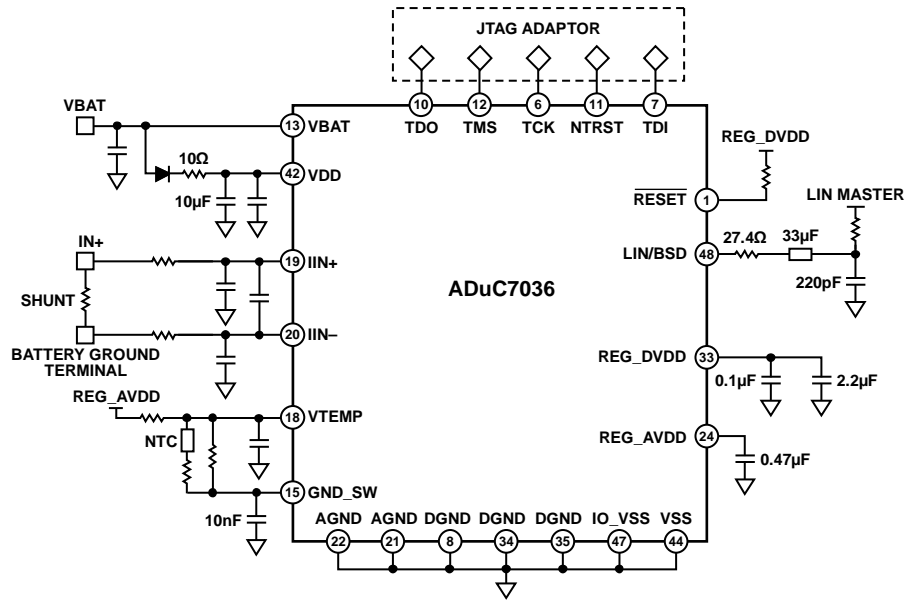 JTAG ADAPTOR
10 12 6 11 7
TDO TMS TCK NTRST TDI
VBAT
13 VBAT
10Ω
42 VDD
10µF
REG_DVDD
RESET 1
LIN MASTER
27.4Ω 33µF
LIN/BSD 48
220pF
IN+
19 IIN+
SHUNT
ADuC7036
20 IIN–
BATTERY GROUND
TERMINAL
REG_DVDD 33
0.1µF 2.2µF
REG_AVDD
18 VTEMP
NTC
REG_AVDD 24
0.47µF
15 GND_SW
10nF
AGND AGND DGND DGND DGND IO_VSS VSS
22 21 8 34 35 47 44